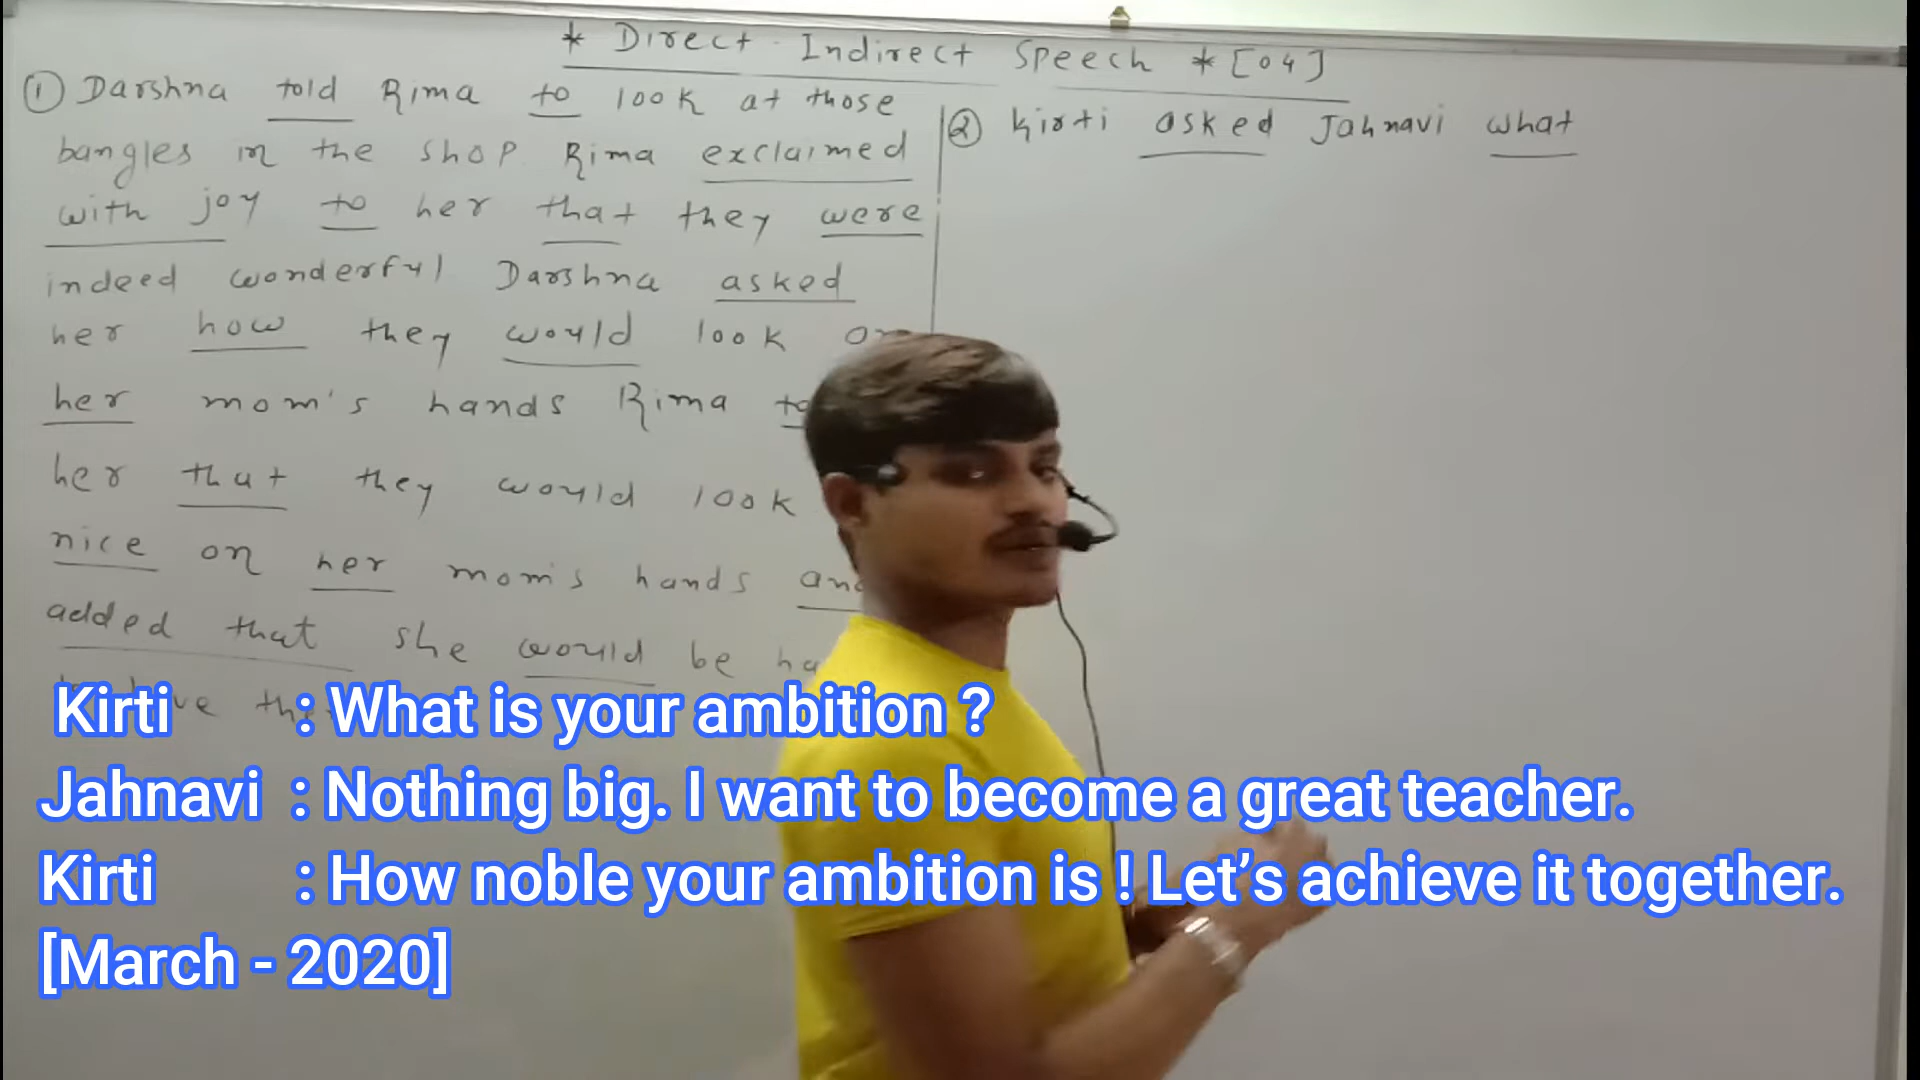 * Direct Indirect Speech * [04]
① Darshna told Rima to look at those
bangles in the shop Rima exclaimed
with joy to her that they were
indeed wonderful Darshna asked
her how they would look
her mom's hands Rima
her that they would look
nice on her mom's hands
added that she would be
② Kirti asked Jahnavi what
Kirti : What is your ambition ?
Jahnavi : Nothing big. I want to become a great teacher.
Kirti : How noble your ambition is ! Let’s achieve it together.
[March - 2020]